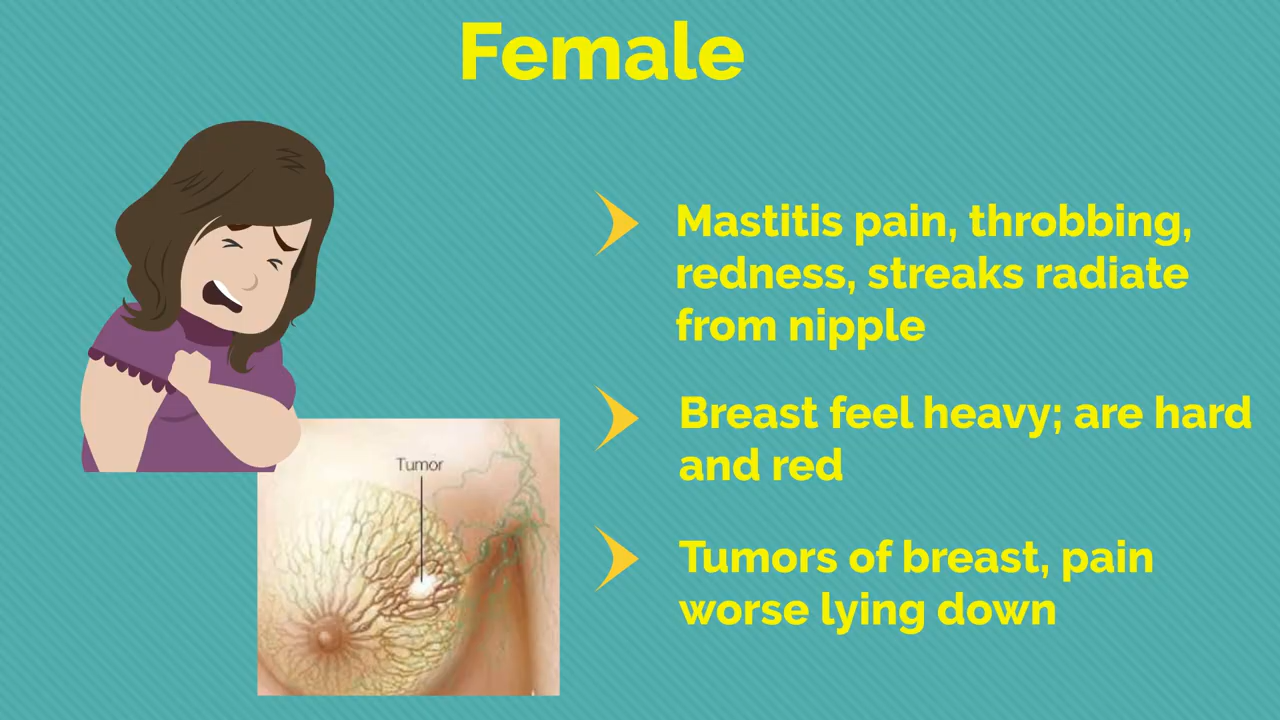 Female
Mastitis pain, throbbing,
redness, streaks radiate
from nipple
Breast feel heavy; are hard
and red
Tumor
Tumors of breast, pain
worse lying down